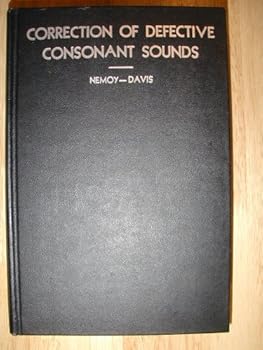 CORRECTION OF DEFECTIVE
CONSONANT SOUNDS
NEMOY—DAVIS